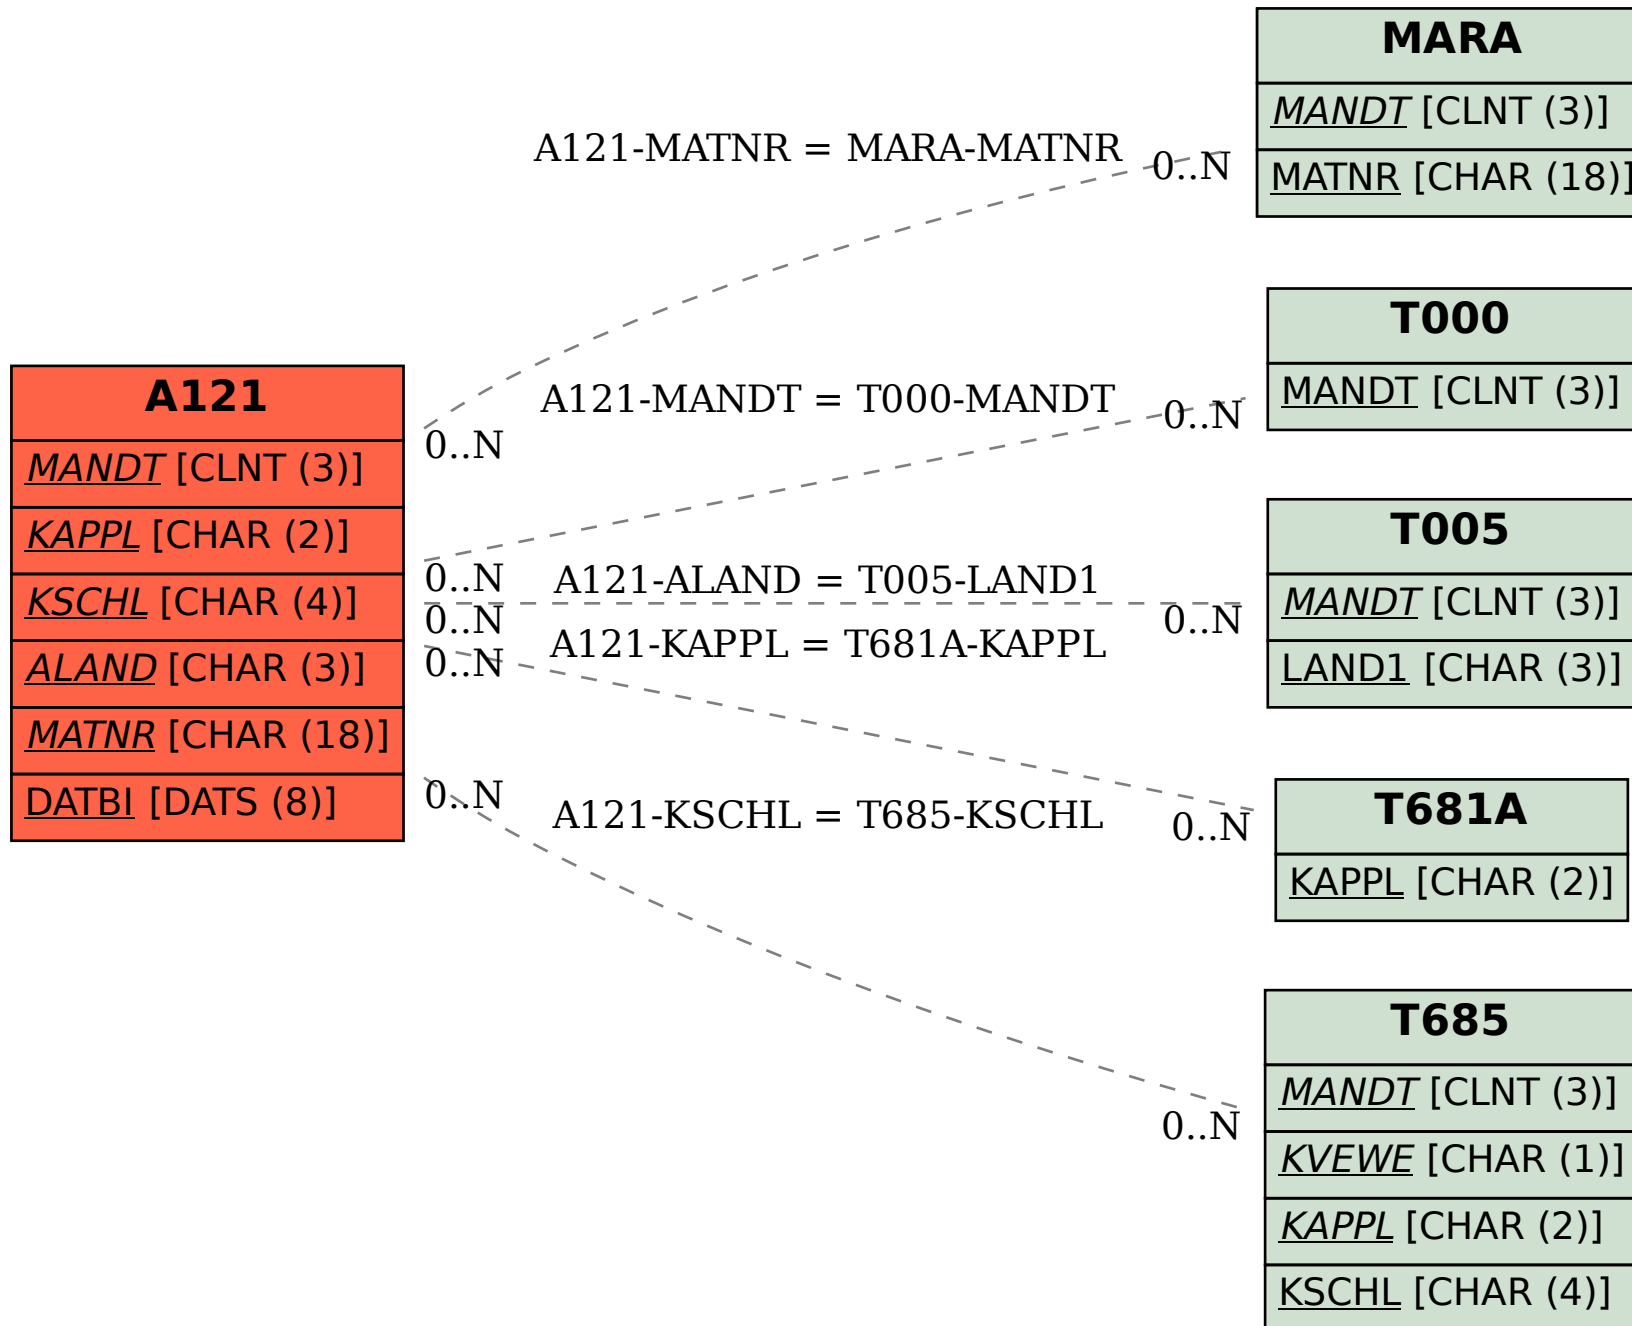 MARA
MANDT [CLNT (3)]
MATNR [CHAR (18)]
A121-MATNR = MARA-MATNR
0..N
0..N
T000
MANDT [CLNT (3)]
A121-MANDT = T000-MANDT
0..N
0..N
A121
MANDT [CLNT (3)]
KAPPL [CHAR (2)]
KSCHL [CHAR (4)]
ALAND [CHAR (3)]
MATNR [CHAR (18)]
DATBI [DATS (8)]
T005
MANDT [CLNT (3)]
LAND1 [CHAR (3)]
A121-ALAND = T005-LAND1
0..N
0..N
A121-KAPPL = T681A-KAPPL
0..N
0..N
T681A
KAPPL [CHAR (2)]
A121-KSCHL = T685-KSCHL
0..N
0..N
T685
MANDT [CLNT (3)]
KVEWE [CHAR (1)]
KAPPL [CHAR (2)]
KSCHL [CHAR (4)]